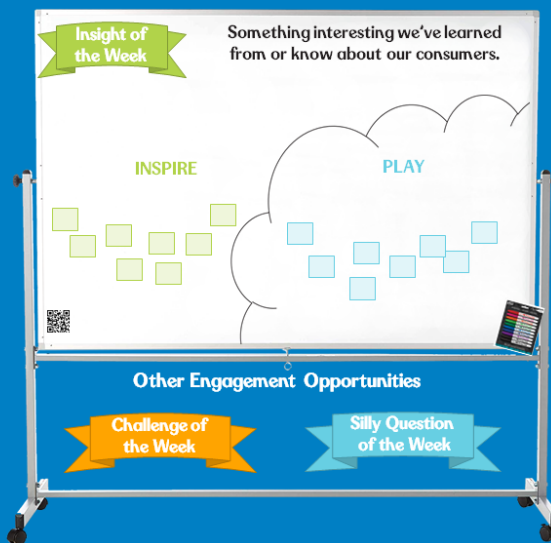 Insight of
the Week
Something interesting we've learned
from or know about our consumers.
INSPIRE
PLAY
Other Engagement Opportunities
Challenge of
the Week
Silly Question
of the Week